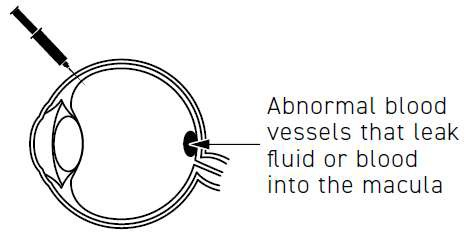 Abnormal blood
vessels that leak
fluid or blood
into the macula